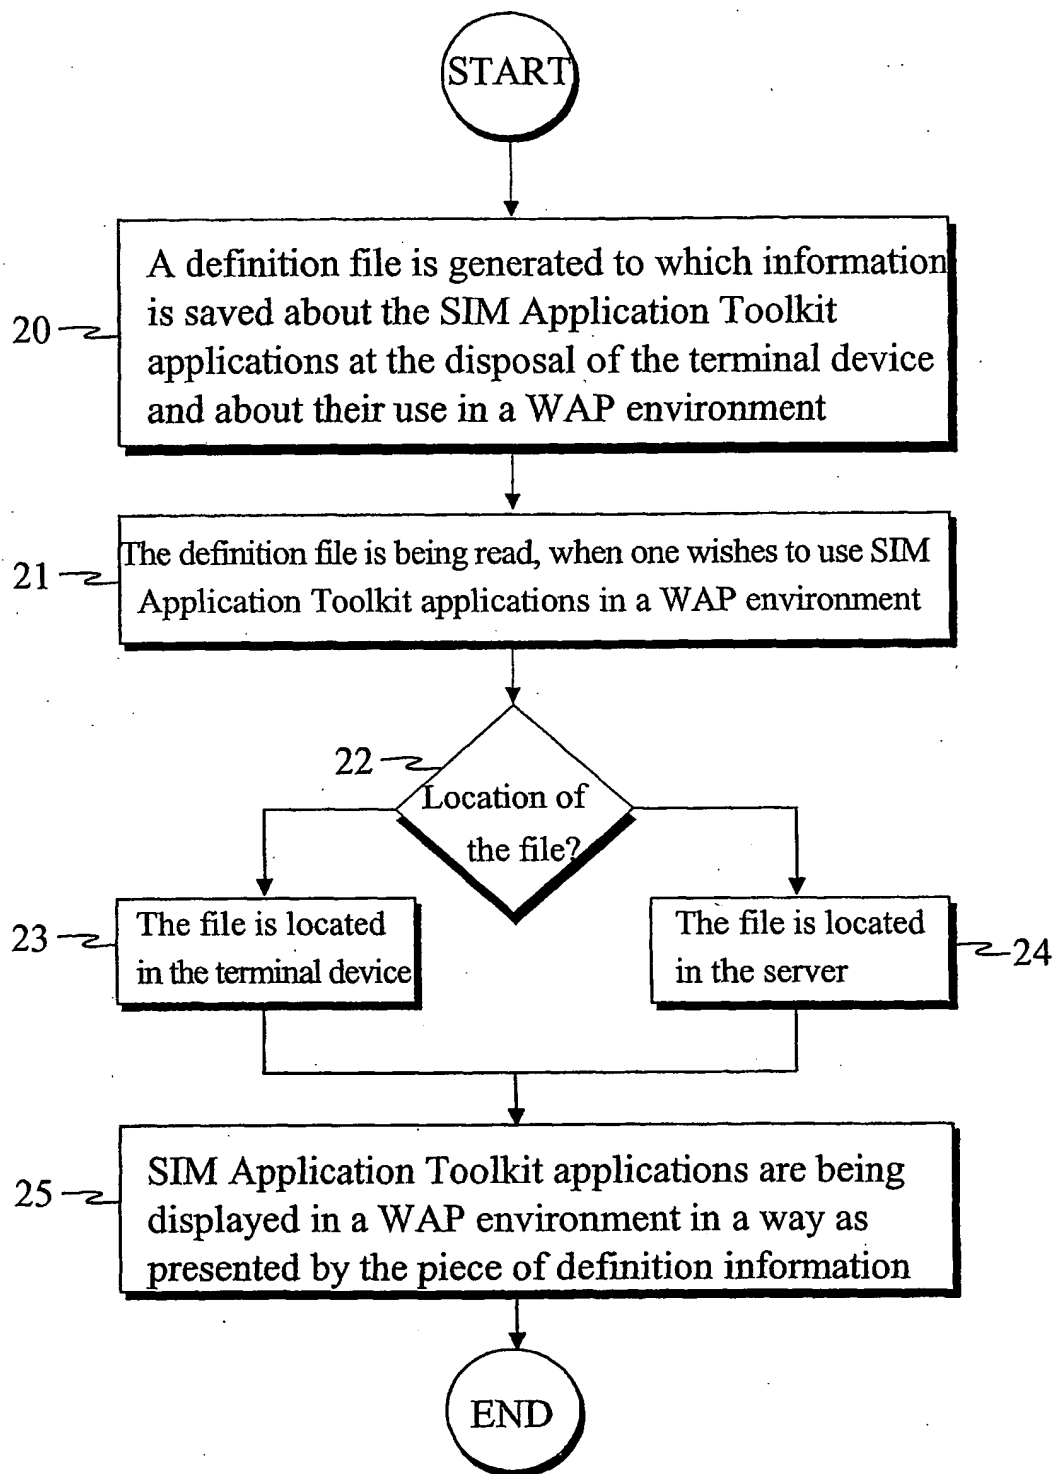 START
20
A definition file is generated to which information
is saved about the SIM Application Toolkit
applications at the disposal of the terminal device
and about their use in a WAP environment
21
The definition file is being read, when one wishes to use SIM
Application Toolkit applications in a WAP environment
22
Location of
the file?
23
The file is located
in the terminal device
The file is located
in the server
24
25
SIM Application Toolkit applications are being
displayed in a WAP environment in a way as
presented by the piece of definition information
END